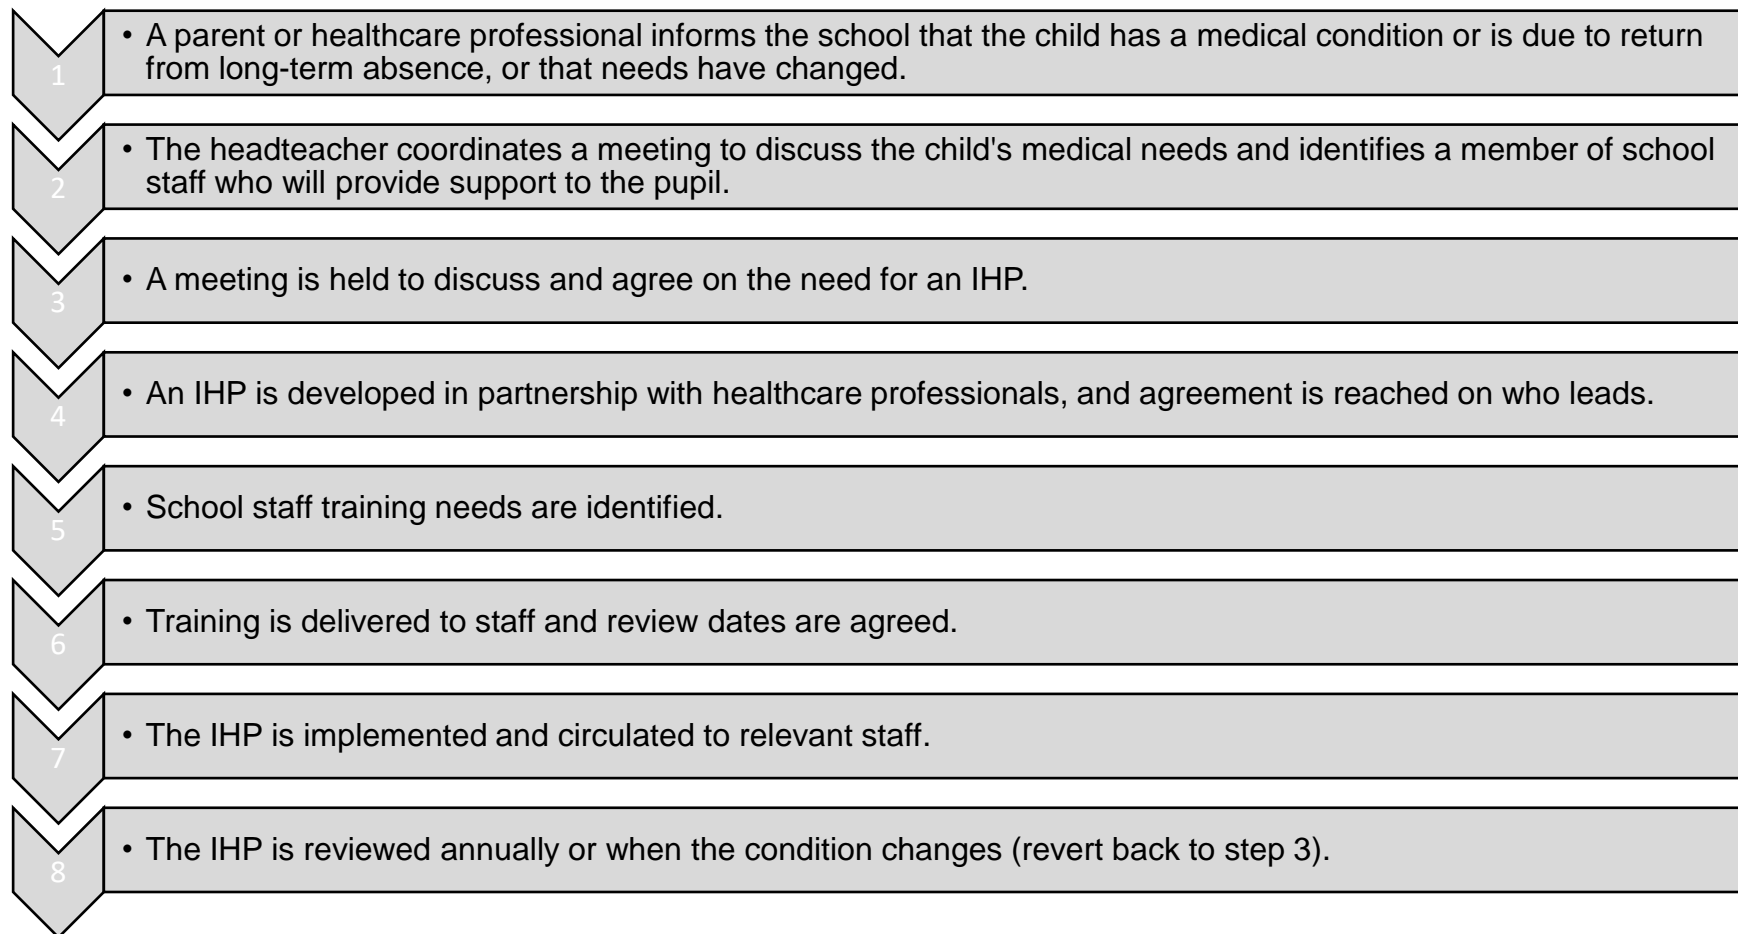 1
• A parent or healthcare professional informs the school that the child has a medical condition or is due to return
from long-term absence, or that needs have changed.
2
• The headteacher coordinates a meeting to discuss the child's medical needs and identifies a member of school
staff who will provide support to the pupil.
3
• A meeting is held to discuss and agree on the need for an IHP.
4
• An IHP is developed in partnership with healthcare professionals, and agreement is reached on who leads.
5
• School staff training needs are identified.
6
• Training is delivered to staff and review dates are agreed.
7
• The IHP is implemented and circulated to relevant staff.
8
• The IHP is reviewed annually or when the condition changes (revert back to step 3).